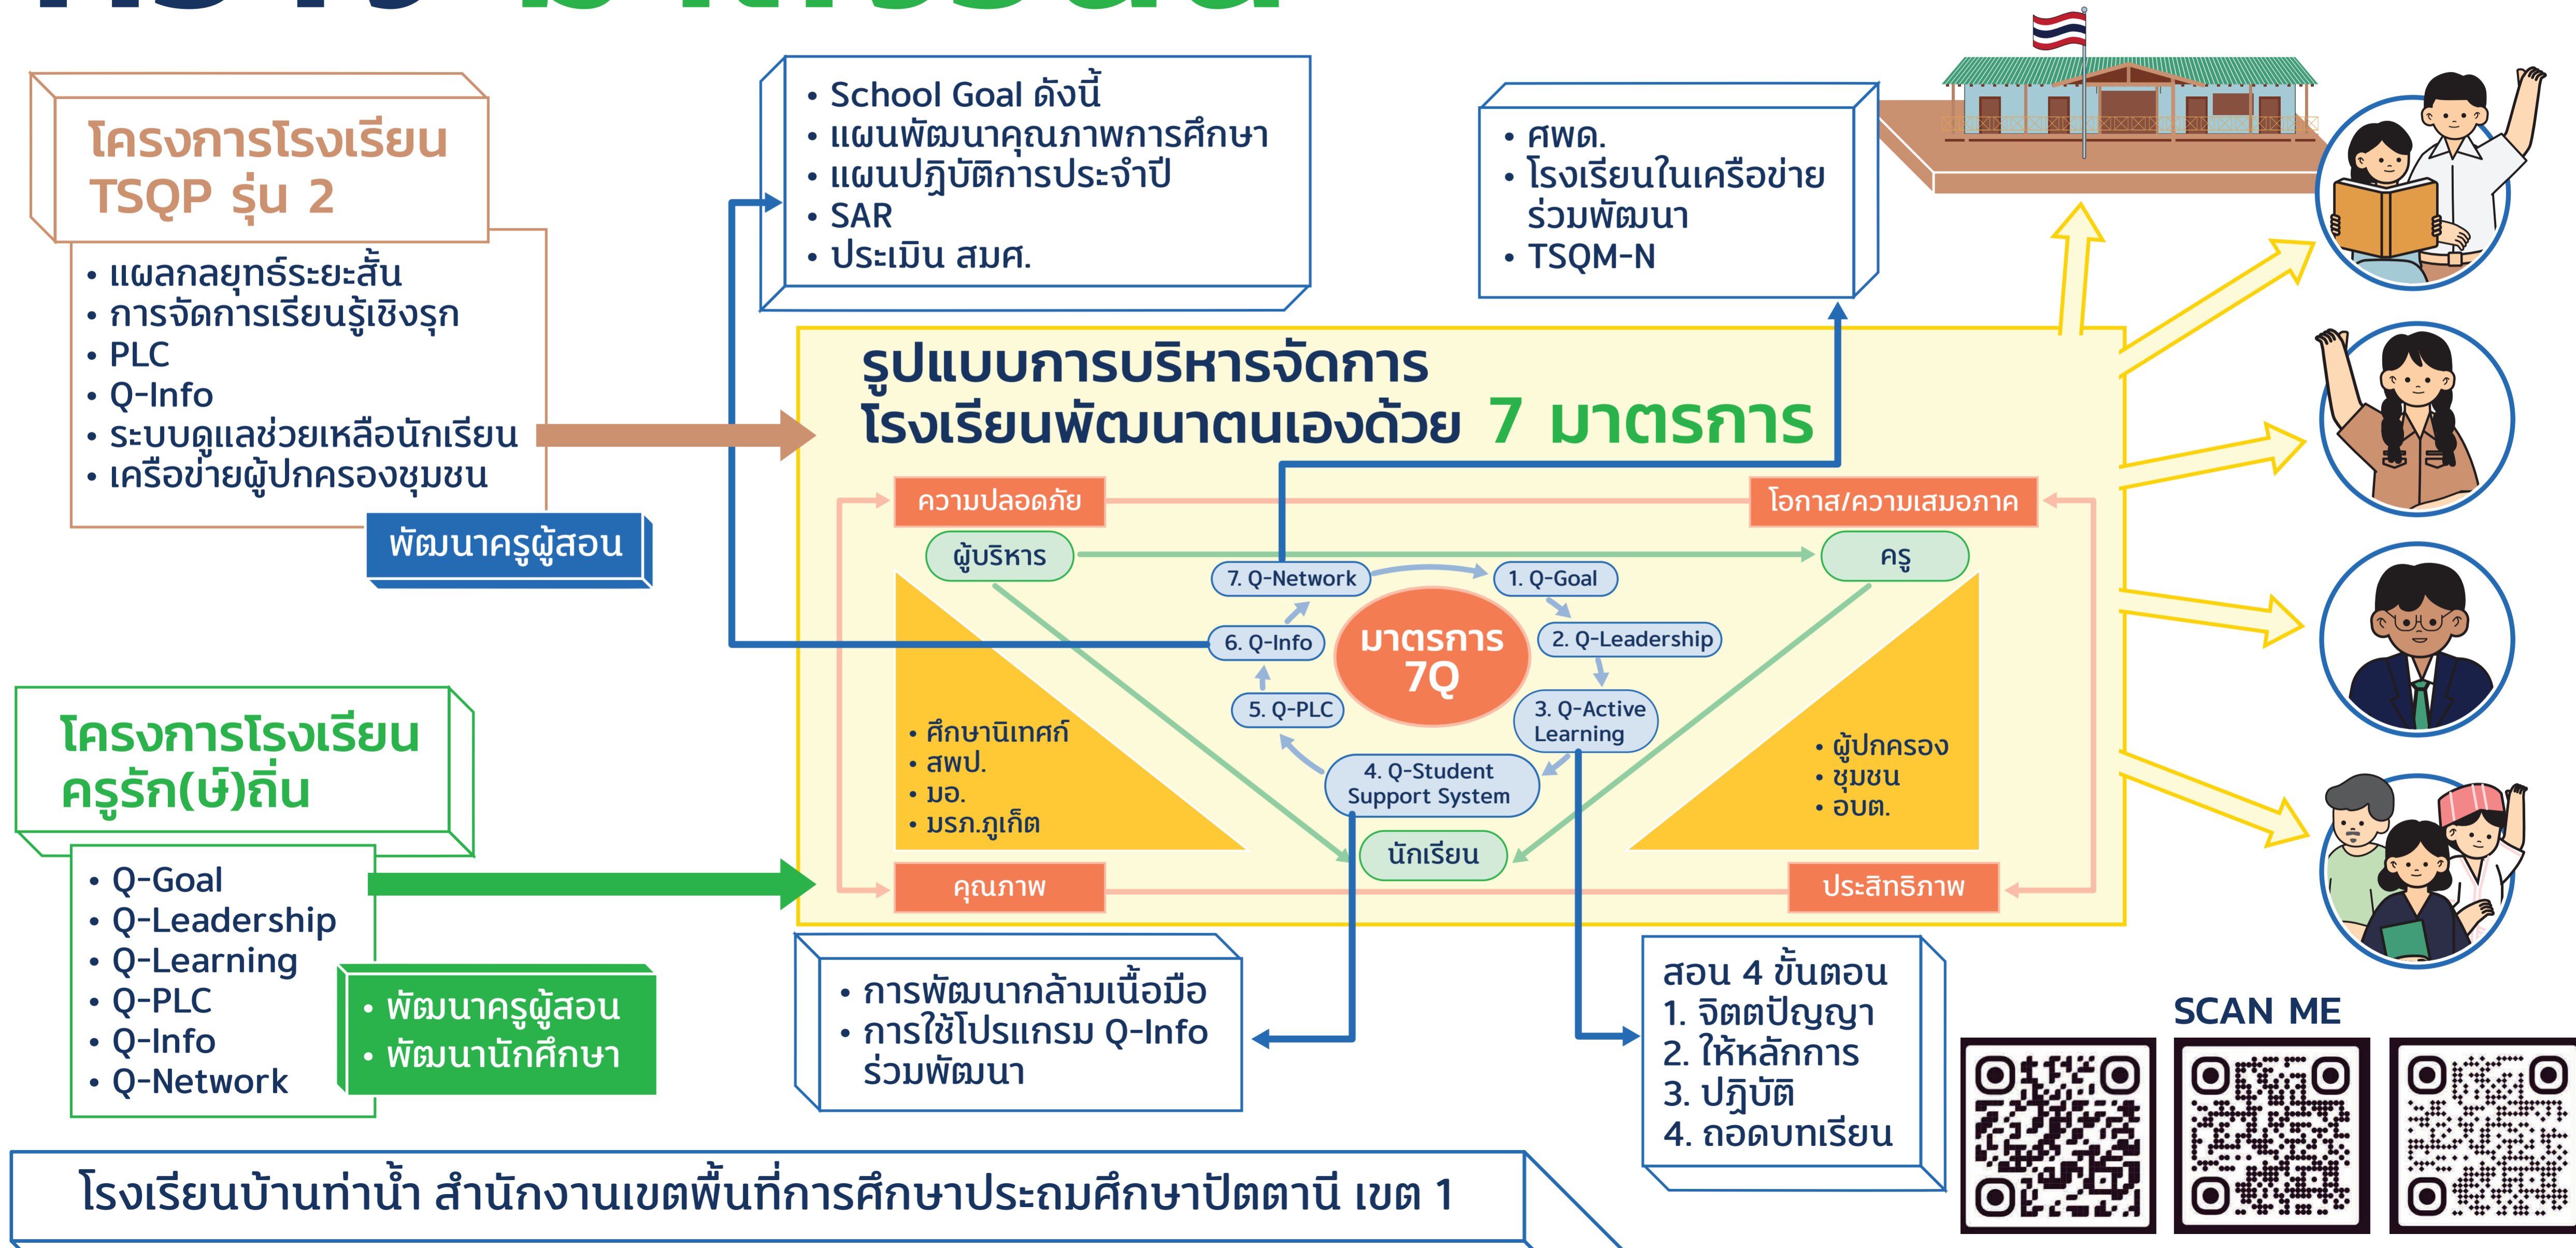 โครงการโรงเรียน
TSQP รุ่น 2
• แผลกลยุทธ์ระยะสั้น
• การจัดการเรียนรู้เชิงรุก
• PLC
• Q-Info
• ระบบดูแลช่วยเหลือนักเรียน
• เครือข่ายผู้ปกครองชุมชน
พัฒนาครูผู้สอน
• School Goal ดังนี้
• แผนพัฒนาคุณภาพการศึกษา
• แผนปฏิบัติการประจำปี
• SAR
• ประเมิน สมศ.
• ศพด.
• โรงเรียนในเครือข่าย
ร่วมพัฒนา
• TSQM-N
รูปแบบการบริหารจัดการ
โรงเรียนพัฒนาตนเองด้วย 7 มาตรการ
ความปลอดภัย
โอกาส/ความเสมอภาค
ผู้บริหาร
ครู
7. Q-Network
1. Q-Goal
6. Q-Info
มาตรการ
7Q
2. Q-Leadership
5. Q-PLC
3. Q-Active
Learning
4. Q-Student
Support System
• ศึกษานิเทศก์
• สพป.
• มอ.
• มรภ.ภูเก็ต
• ผู้ปกครอง
• ชุมชน
• อบต.
นักเรียน
คุณภาพ
ประสิทธิภาพ
โครงการโรงเรียน
ครูรัก(ษ์)ถิ่น
• Q-Goal
• Q-Leadership
• Q-Learning
• Q-PLC
• Q-Info
• Q-Network
• พัฒนาครูผู้สอน
• พัฒนานักศึกษา
• การพัฒนากล้ามเนื้อมือ
• การใช้โปรแกรม Q-Info
ร่วมพัฒนา
สอน 4 ขั้นตอน
1. จิตตปัญญา
2. ให้หลักการ
3. ปฏิบัติ
4. ถอดบทเรียน
SCAN ME
โรงเรียนบ้านท่าน้ำ สำนักงานเขตพื้นที่การศึกษาประถมศึกษาปัตตานี เขต 1